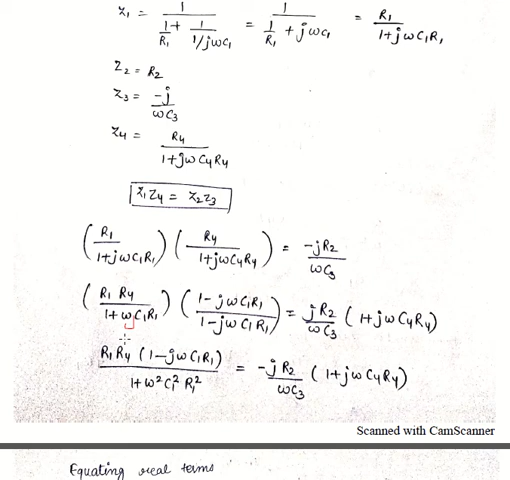 Z₁ = 1 / (1/R₁ + 1/(1/jωC₁)) = 1 / (1/R₁ + jωC₁) = R₁ / (1+jωC₁R₁)
Z₂ = R₂
Z₃ = -j / ωC₃
Z₄ = R₄ / (1+jωC₄R₄)
Z₁Z₄ = Z₂Z₃
(R₁ / (1+jωC₁R₁)) (R₄ / (1+jωC₄R₄)) = -jR₂ / ωC₃
(R₁R₄ / (1+ωC₁R₁)) ((1-jωC₁R₁) / (1-jωC₁R₁)) = jR₂ / ωC₃ (1+jωC₄R₄)
R₁R₄ (1-jωC₁R₁) / (1+ω²C₁²R₁²) = -jR₂ / ωC₃ (1+jωC₄R₄)
Scanned with CamScanner
Equating real terms